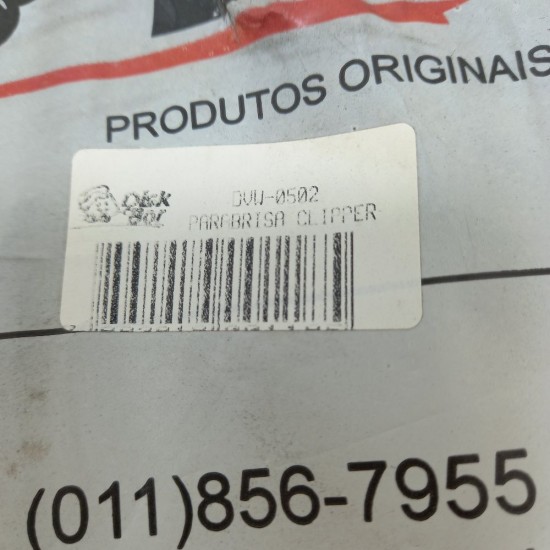 PRODUTOS ORIGINAIS
DVW-0502
PARABRISA CLIPPER
(011)856-7955